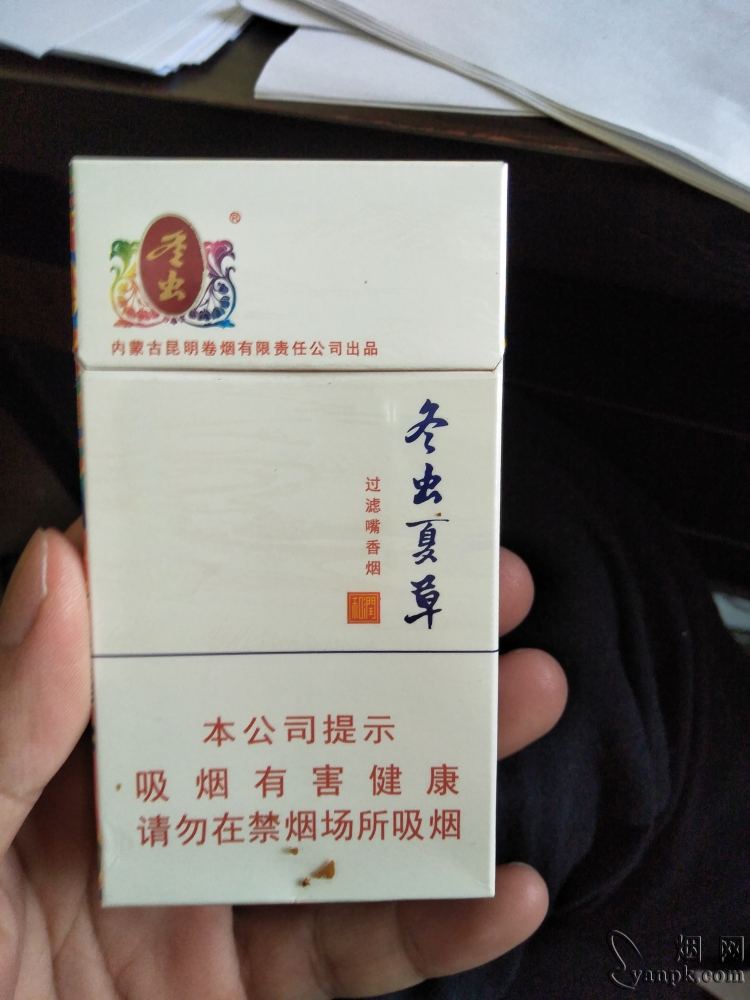 冬虫
®
内蒙古昆明卷烟有限责任公司出品
冬虫夏草
过滤嘴香烟
和潤
本公司提示
吸烟有害健康
请勿在禁烟场所吸烟
烟网
yanpk.com